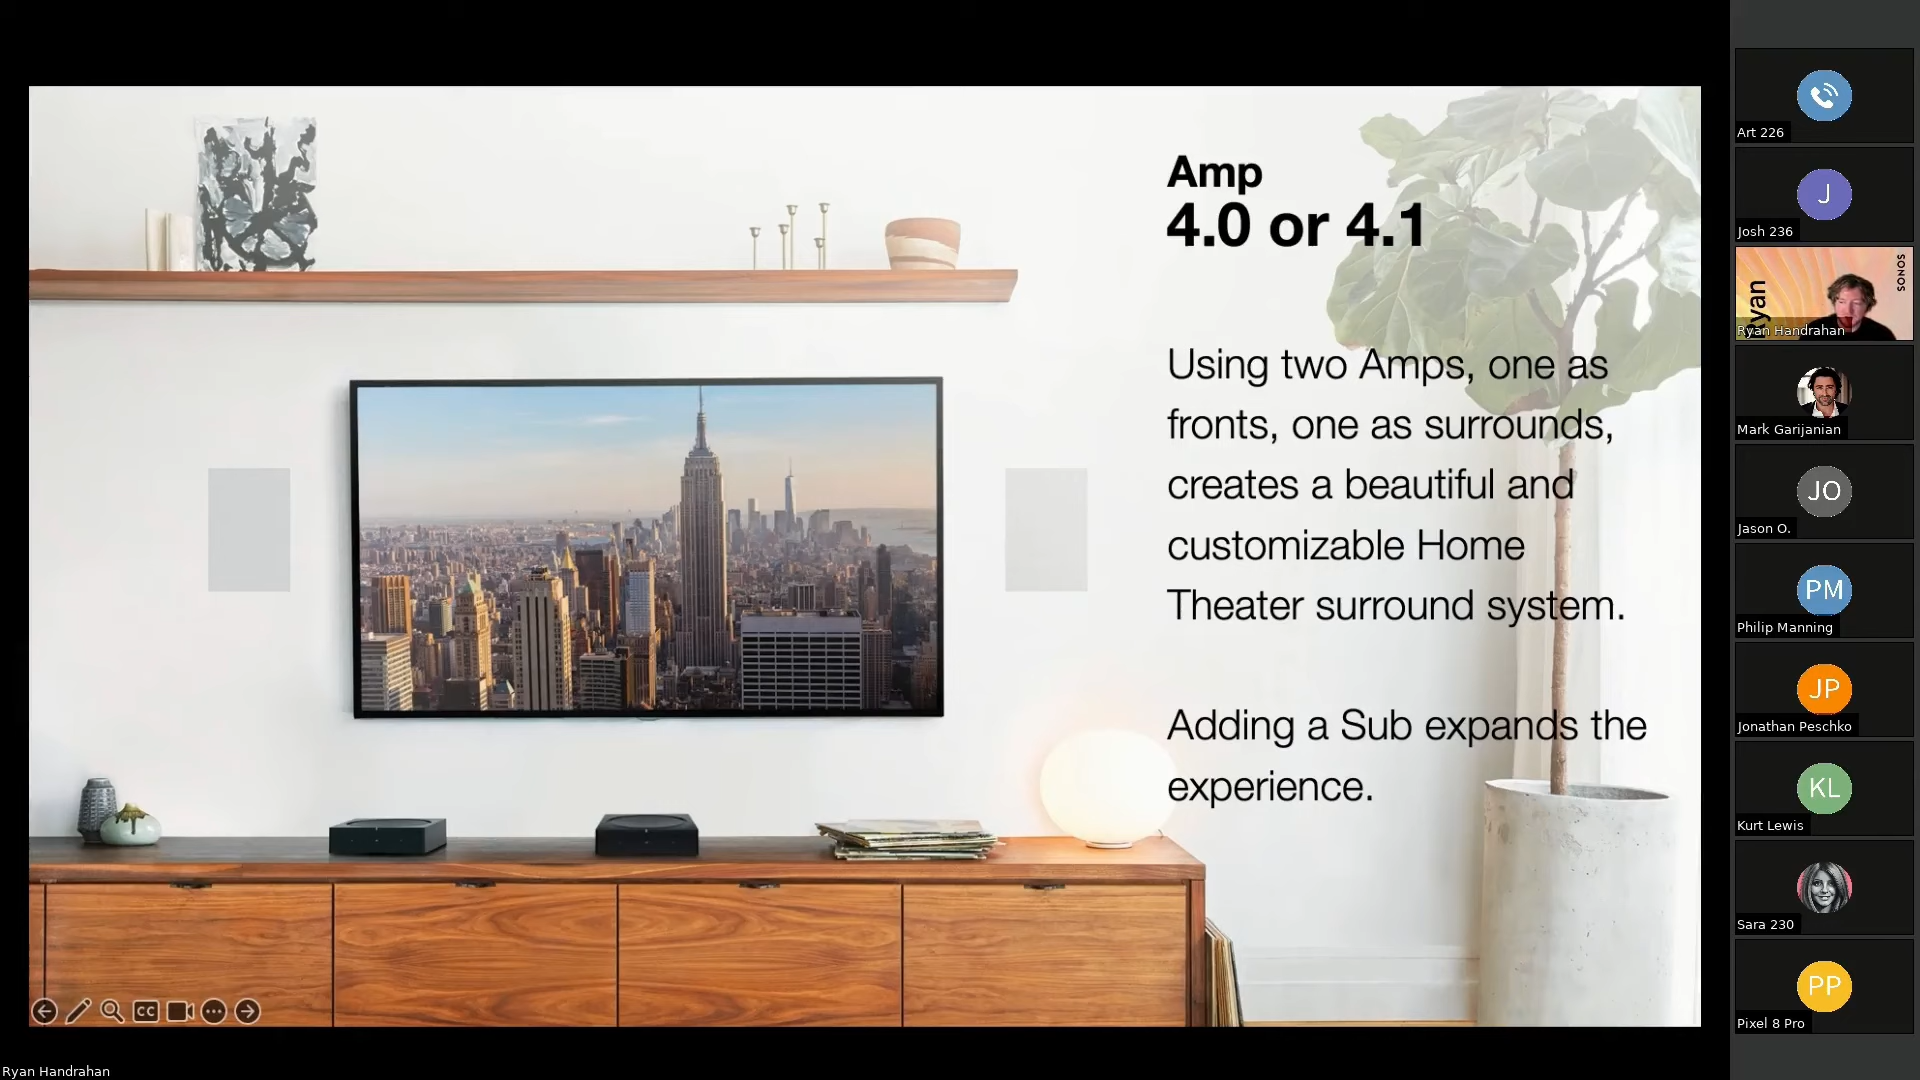 Amp
4.0 or 4.1
Using two Amps, one as
fronts, one as surrounds,
creates a beautiful and
customizable Home
Theater surround system.
Adding a Sub expands the
experience.
CC
Ryan Handrahan
Art 226
J
Josh 236
SONOS
Ryan
Ryan Handrahan
Mark Garijanian
JO
Jason O.
PM
Philip Manning
JP
Jonathan Peschko
KL
Kurt Lewis
Sara 230
PP
Pixel 8 Pro